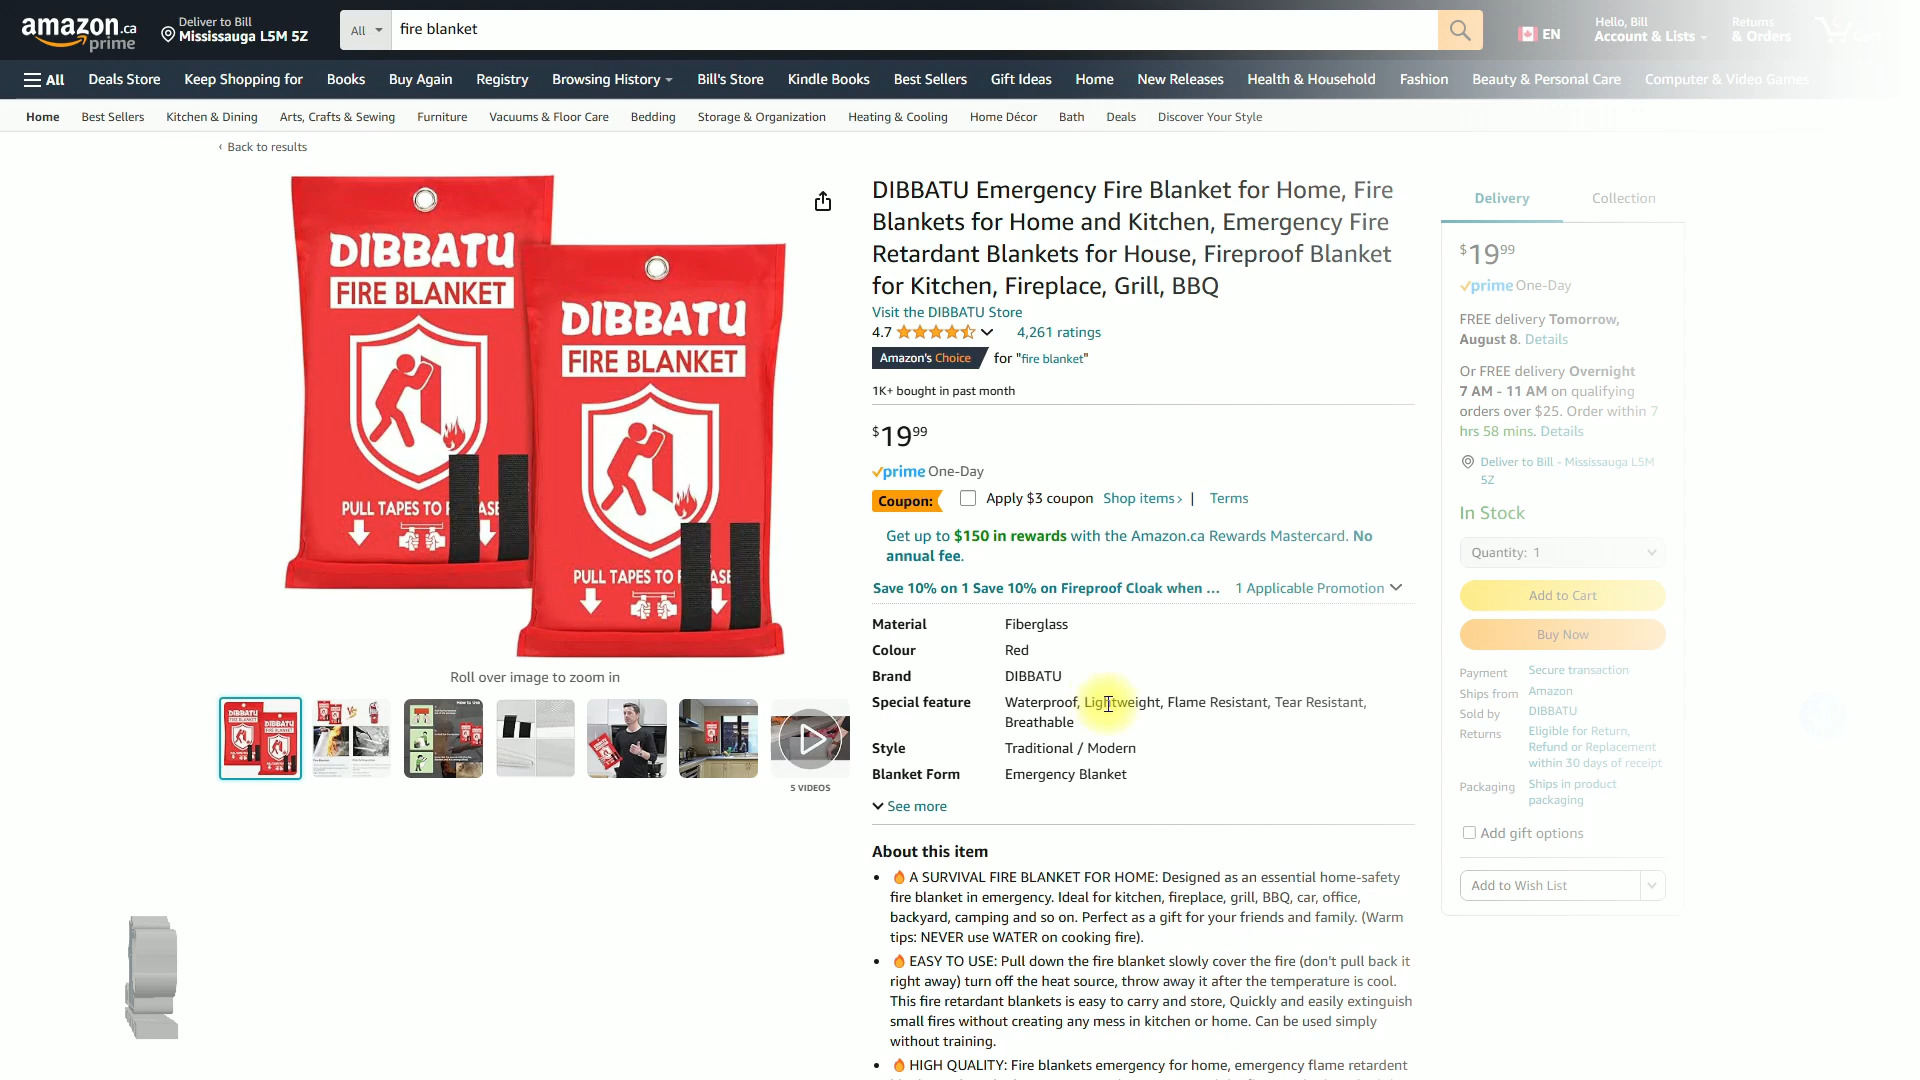 amazon.ca
prime
Deliver to Bill
Mississauga L5M 5Z
All
fire blanket
EN
Hello, Bill
Account & Lists
Returns
& Orders
All
Deals Store
Keep Shopping for
Books
Buy Again
Registry
Browsing History
Bill's Store
Kindle Books
Best Sellers
Gift Ideas
Home
New Releases
Health & Household
Fashion
Beauty & Personal Care
Computer & Video Games
Home
Best Sellers
Kitchen & Dining
Arts, Crafts & Sewing
Furniture
Vacuums & Floor Care
Bedding
Storage & Organization
Heating & Cooling
Home Décor
Bath
Deals
Discover Your Style
‹ Back to results
DIBBATU
FIRE BLANKET
PULL TAPES TO
DIBBATU
FIRE BLANKET
PULL TAPES TO
Roll over image to zoom in
5 VIDEOS
DIBBATU Emergency Fire Blanket for Home, Fire
Blankets for Home and Kitchen, Emergency Fire
Retardant Blankets for House, Fireproof Blanket
for Kitchen, Fireplace, Grill, BBQ
Visit the DIBBATU Store
4.7
4,261 ratings
Amazon's Choice
for "fire blanket"
1K+ bought in past month
$19 99
prime One-Day
Coupon:
Apply $3 coupon Shop items› | Terms
Get up to $150 in rewards with the Amazon.ca Rewards Mastercard. No
annual fee.
Save 10% on 1 Save 10% on Fireproof Cloak when ... 1 Applicable Promotion
Material Fiberglass
Colour Red
Brand DIBBATU
Special feature Waterproof, Lightweight, Flame Resistant, Tear Resistant,
Breathable
Style Traditional / Modern
Blanket Form Emergency Blanket
See more
About this item
• 🔥 A SURVIVAL FIRE BLANKET FOR HOME: Designed as an essential home-safety
fire blanket in emergency. Ideal for kitchen, fireplace, grill, BBQ, car, office,
backyard, camping and so on. Perfect as a gift for your friends and family. (Warm
tips: NEVER use WATER on cooking fire).
• 🔥 EASY TO USE: Pull down the fire blanket slowly cover the fire (don't pull back it
right away) turn off the heat source, throw away it after the temperature is cool.
This fire retardant blankets is easy to carry and store, Quickly and easily extinguish
small fires without creating any mess in kitchen or home. Can be used simply
without training.
• 🔥 HIGH QUALITY: Fire blankets emergency for home, emergency flame retardent
Delivery
Collection
$19 99
prime One-Day
FREE delivery Tomorrow,
August 8. Details
Or FREE delivery Overnight
7 AM - 11 AM on qualifying
orders over $25. Order within 7
hrs 58 mins. Details
Deliver to Bill - Mississauga L5M
5Z
In Stock
Quantity: 1
Add to Cart
Buy Now
Payment Secure transaction
Ships from Amazon
Sold by DIBBATU
Returns Eligible for Return,
Refund or Replacement
within 30 days of receipt
Packaging Ships in product
packaging
Add gift options
Add to Wish List